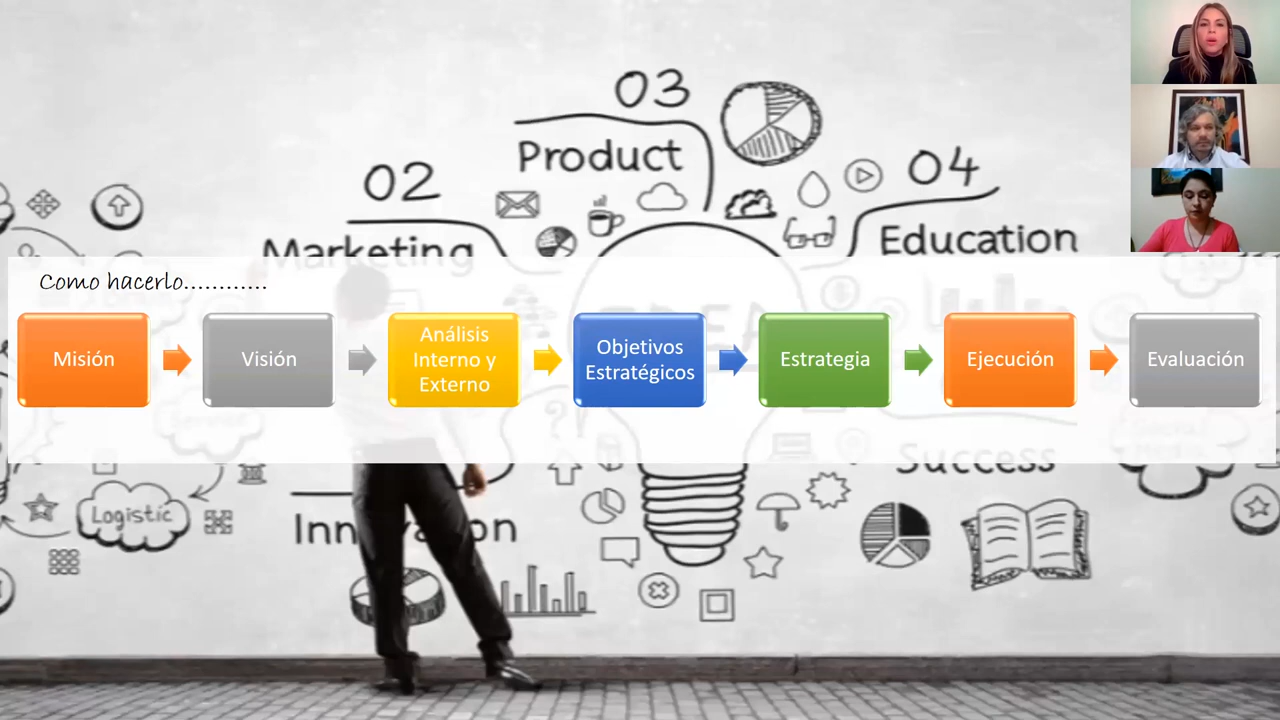 03
Product
02
04
Marketing
Education
Como hacerlo............
Misión
Visión
Análisis
Interno y
Externo
Objetivos
Estratégicos
Estrategia
Ejecución
Evaluación
Success
Logistic